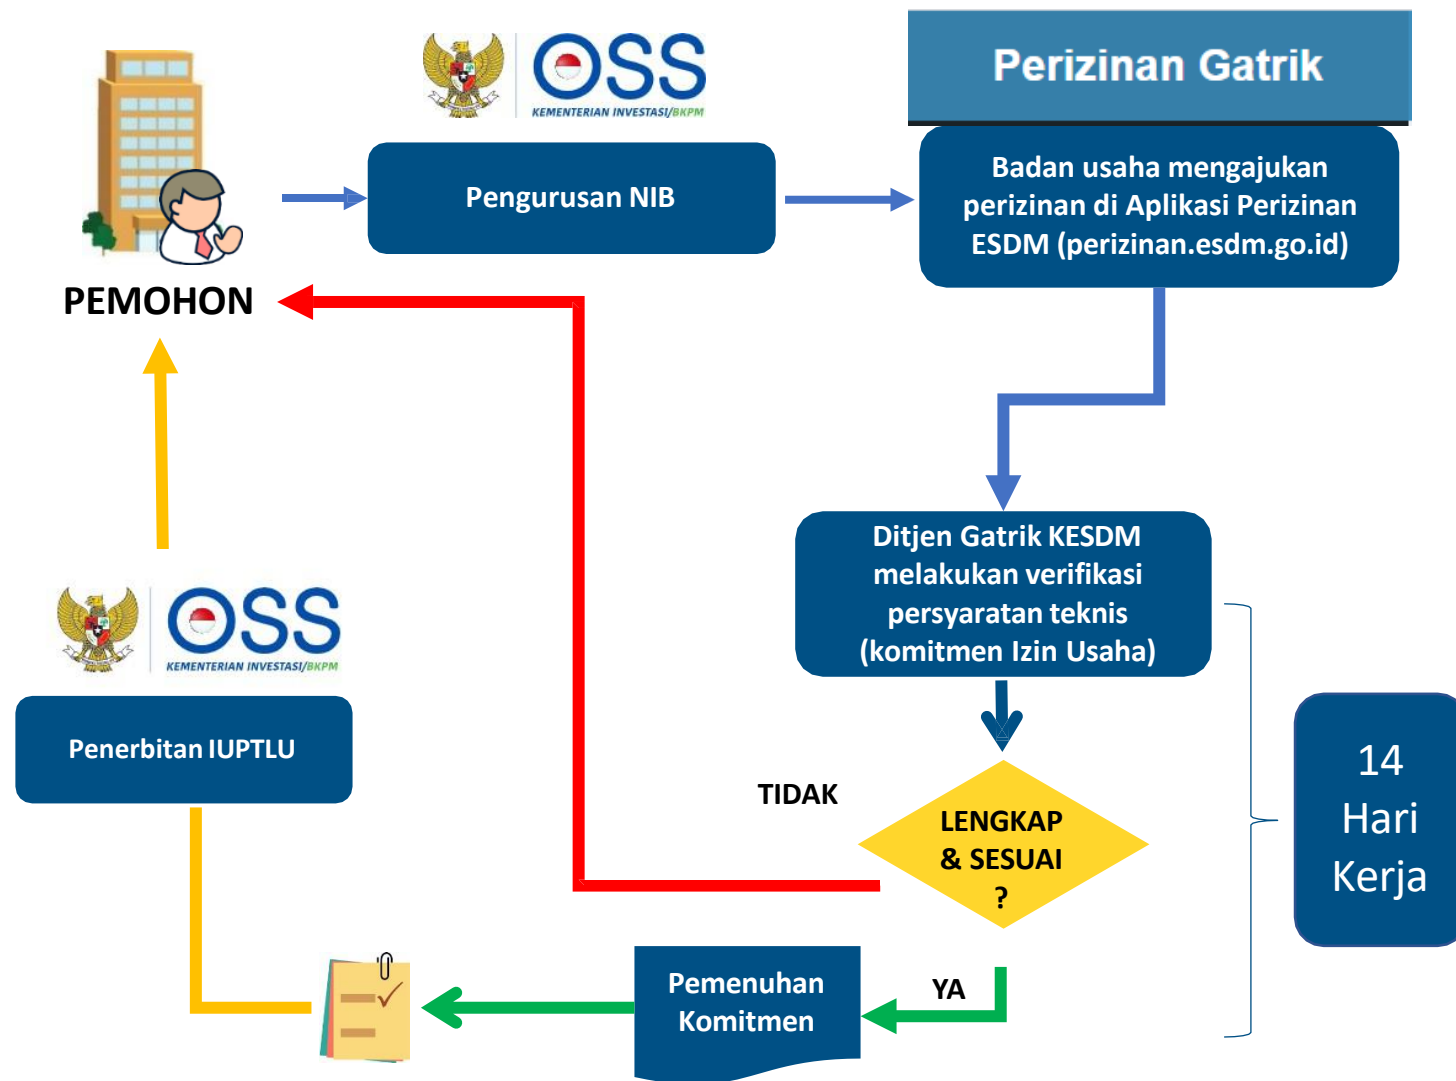 OSS
KEMENTERIAN INVESTASI/BKPM
Perizinan Gatrik
Pengurusan NIB
Badan usaha mengajukan
perizinan di Aplikasi Perizinan
ESDM (perizinan.esdm.go.id)
PEMOHON
Ditjen Gatrik KESDM
melakukan verifikasi
persyaratan teknis
(komitmen Izin Usaha)
OSS
KEMENTERIAN INVESTASI/BKPM
Penerbitan IUPTLU
TIDAK
LENGKAP
& SESUAI
?
14
Hari
Kerja
YA
Pemenuhan
Komitmen